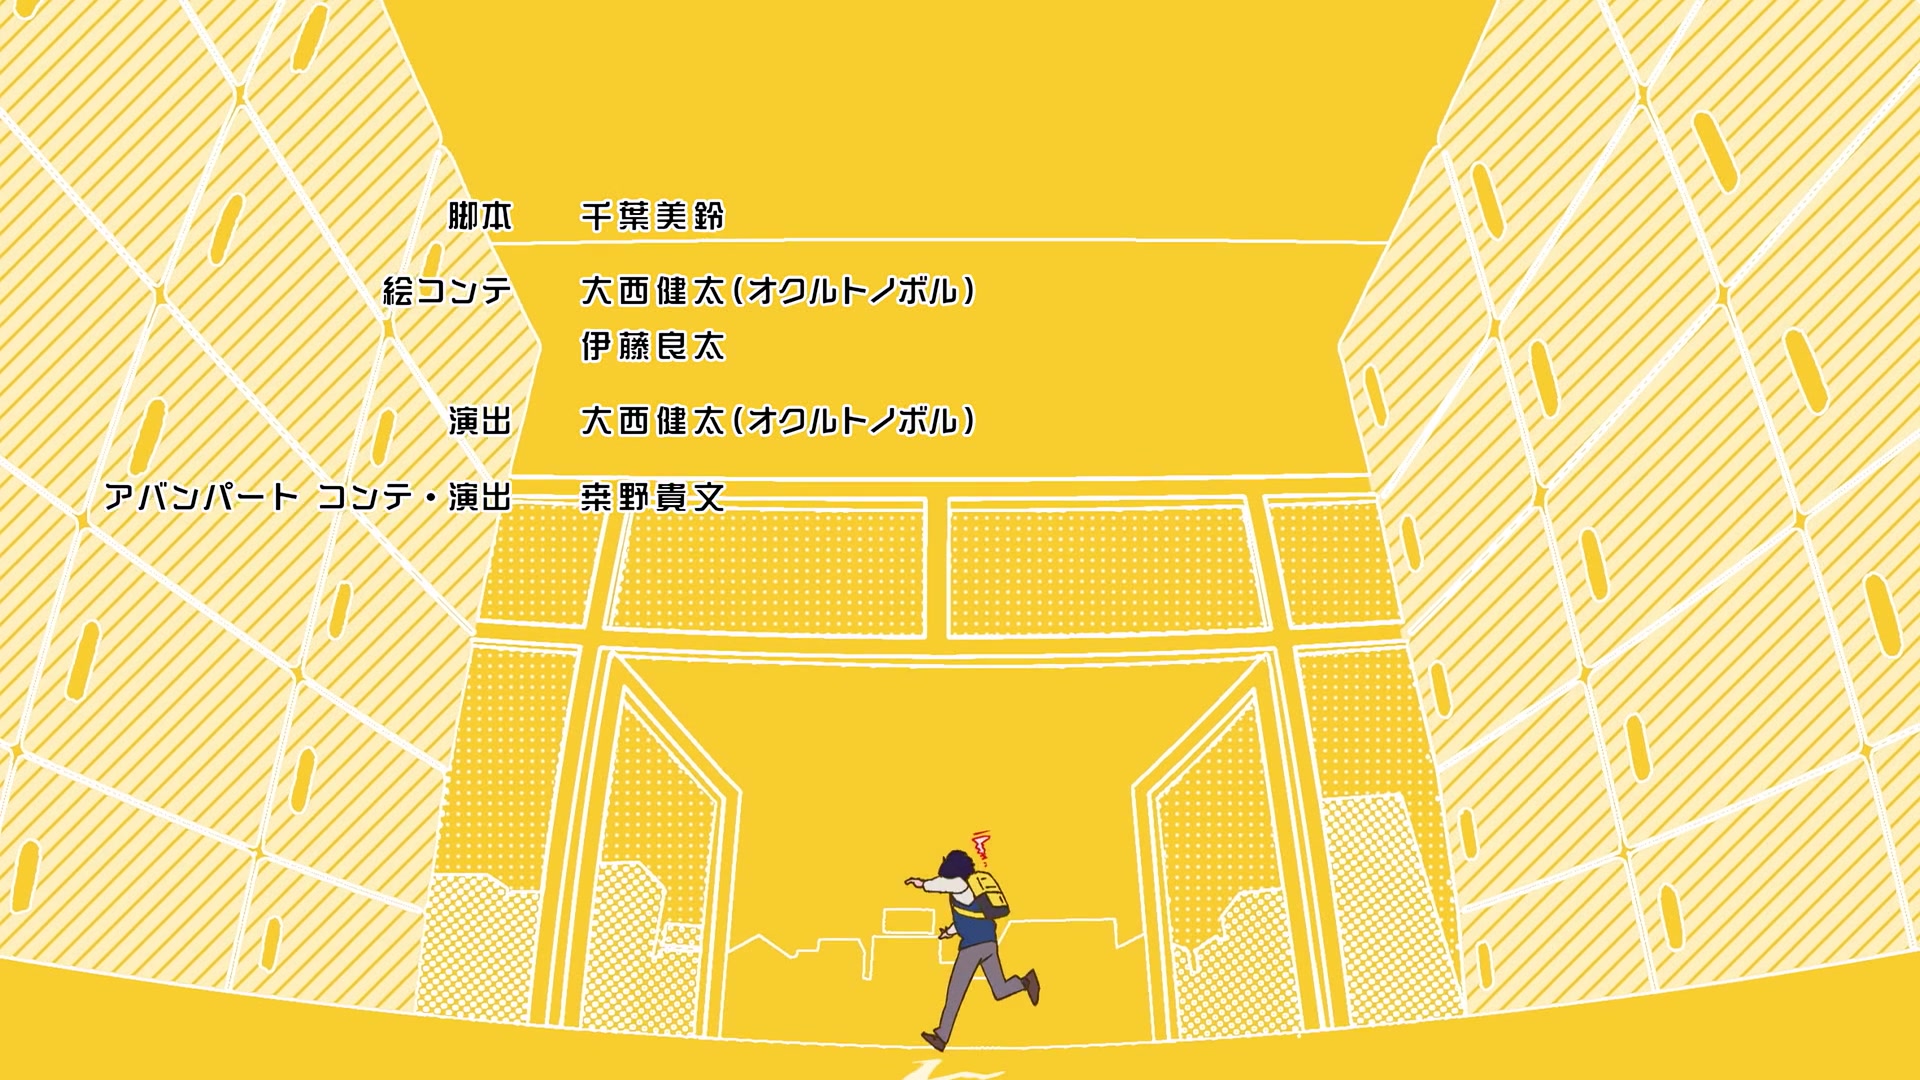 脚本 千葉美鈴
絵コンテ 大西健太(オクルトノボル)
伊藤良太
演出 大西健太(オクルトノボル)
アバンパート コンテ・演出 桒野貴文